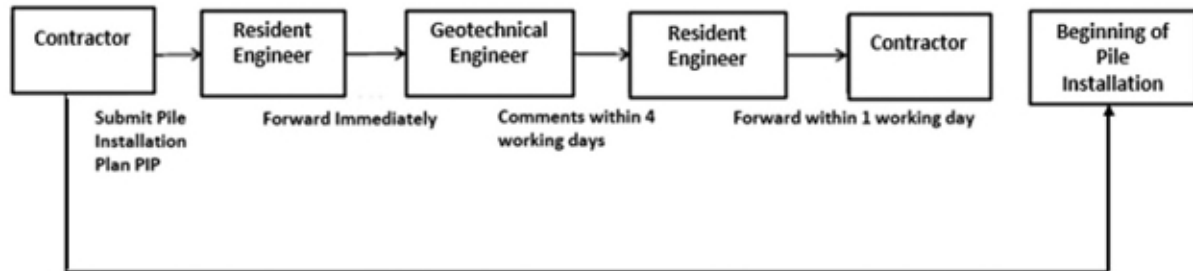 Contractor
Resident
Engineer
Geotechnical
Engineer
Resident
Engineer
Contractor
Beginning of
Pile
Installation
Submit Pile
Installation
Plan PIP
Forward Immediately
Comments within 4
working days
Forward within 1 working day